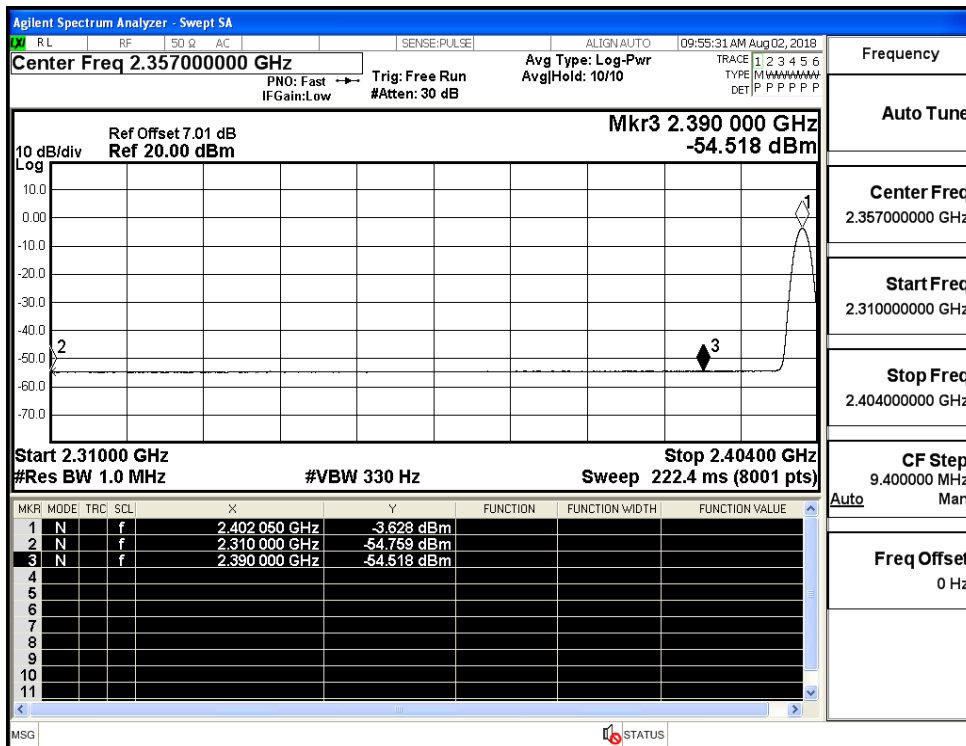 Agilent Spectrum Analyzer - Swept SA
LXI RL RF 50 Ω AC SENSE:PULSE ALIGN AUTO 09:55:31 AM Aug 02, 2018
Center Freq 2.357000000 GHz
PNO: Fast
IFGain:Low
Trig: Free Run
#Atten: 30 dB
Avg Type: Log-Pwr
Avg|Hold: 10/10
TRACE 1 2 3 4 5 6
TYPE M W W W W W
DET P P P P P P
Ref Offset 7.01 dB
10 dB/div Ref 20.00 dBm
Log
Mkr3 2.390 000 GHz
-54.518 dBm
10.0
0.00
-10.0
-20.0
-30.0
-40.0
-50.0
-60.0
-70.0
1
2
3
Start 2.31000 GHz Stop 2.40400 GHz
#Res BW 1.0 MHz #VBW 330 Hz Sweep 222.4 ms (8001 pts)
MKR MODE TRC SCL X Y FUNCTION FUNCTION WIDTH FUNCTION VALUE
1 N f 2.402 050 GHz -3.628 dBm
2 N f 2.310 000 GHz -54.759 dBm
3 N f 2.390 000 GHz -54.518 dBm
4
5
6
7
8
9
10
11
MSG STATUS
Frequency
Auto Tune
Center Freq
2.357000000 GHz
Start Freq
2.310000000 GHz
Stop Freq
2.404000000 GHz
CF Step
9.400000 MHz
Auto Man
Freq Offset
0 Hz